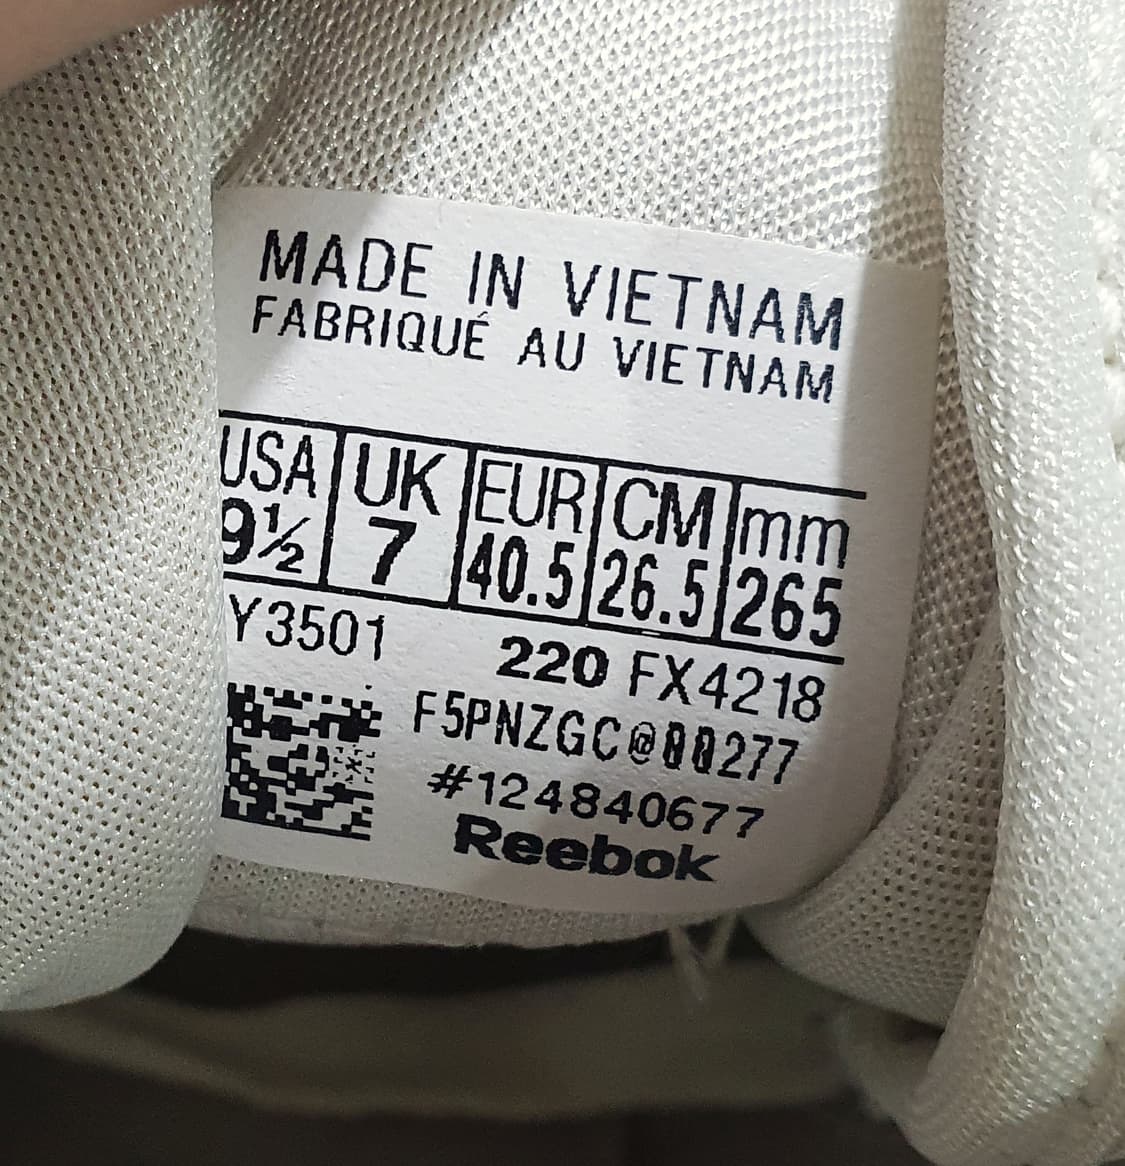 MADE IN VIETNAM
FABRIQUÉ AU VIETNAM
USA UK EUR CM mm
9½ 7 40.5 26.5 265
Y3501 220 FX4218
F5PNZGC@00277
#124840677
Reebok